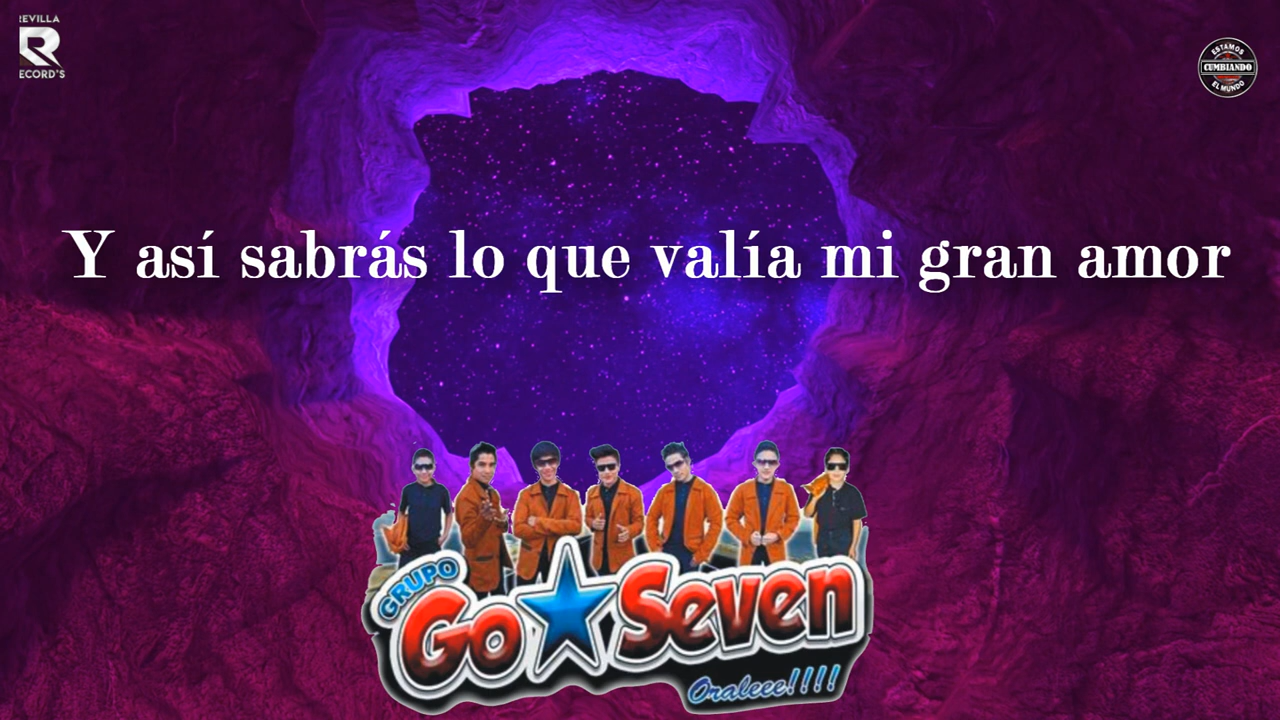 REVILLA
R
RECORD'S
ESTAMOS
CUMBIANDO
EL MUNDO
Y así sabrás lo que valía mi gran amor
GRUPO
Go Seven
Oraleee!!!!